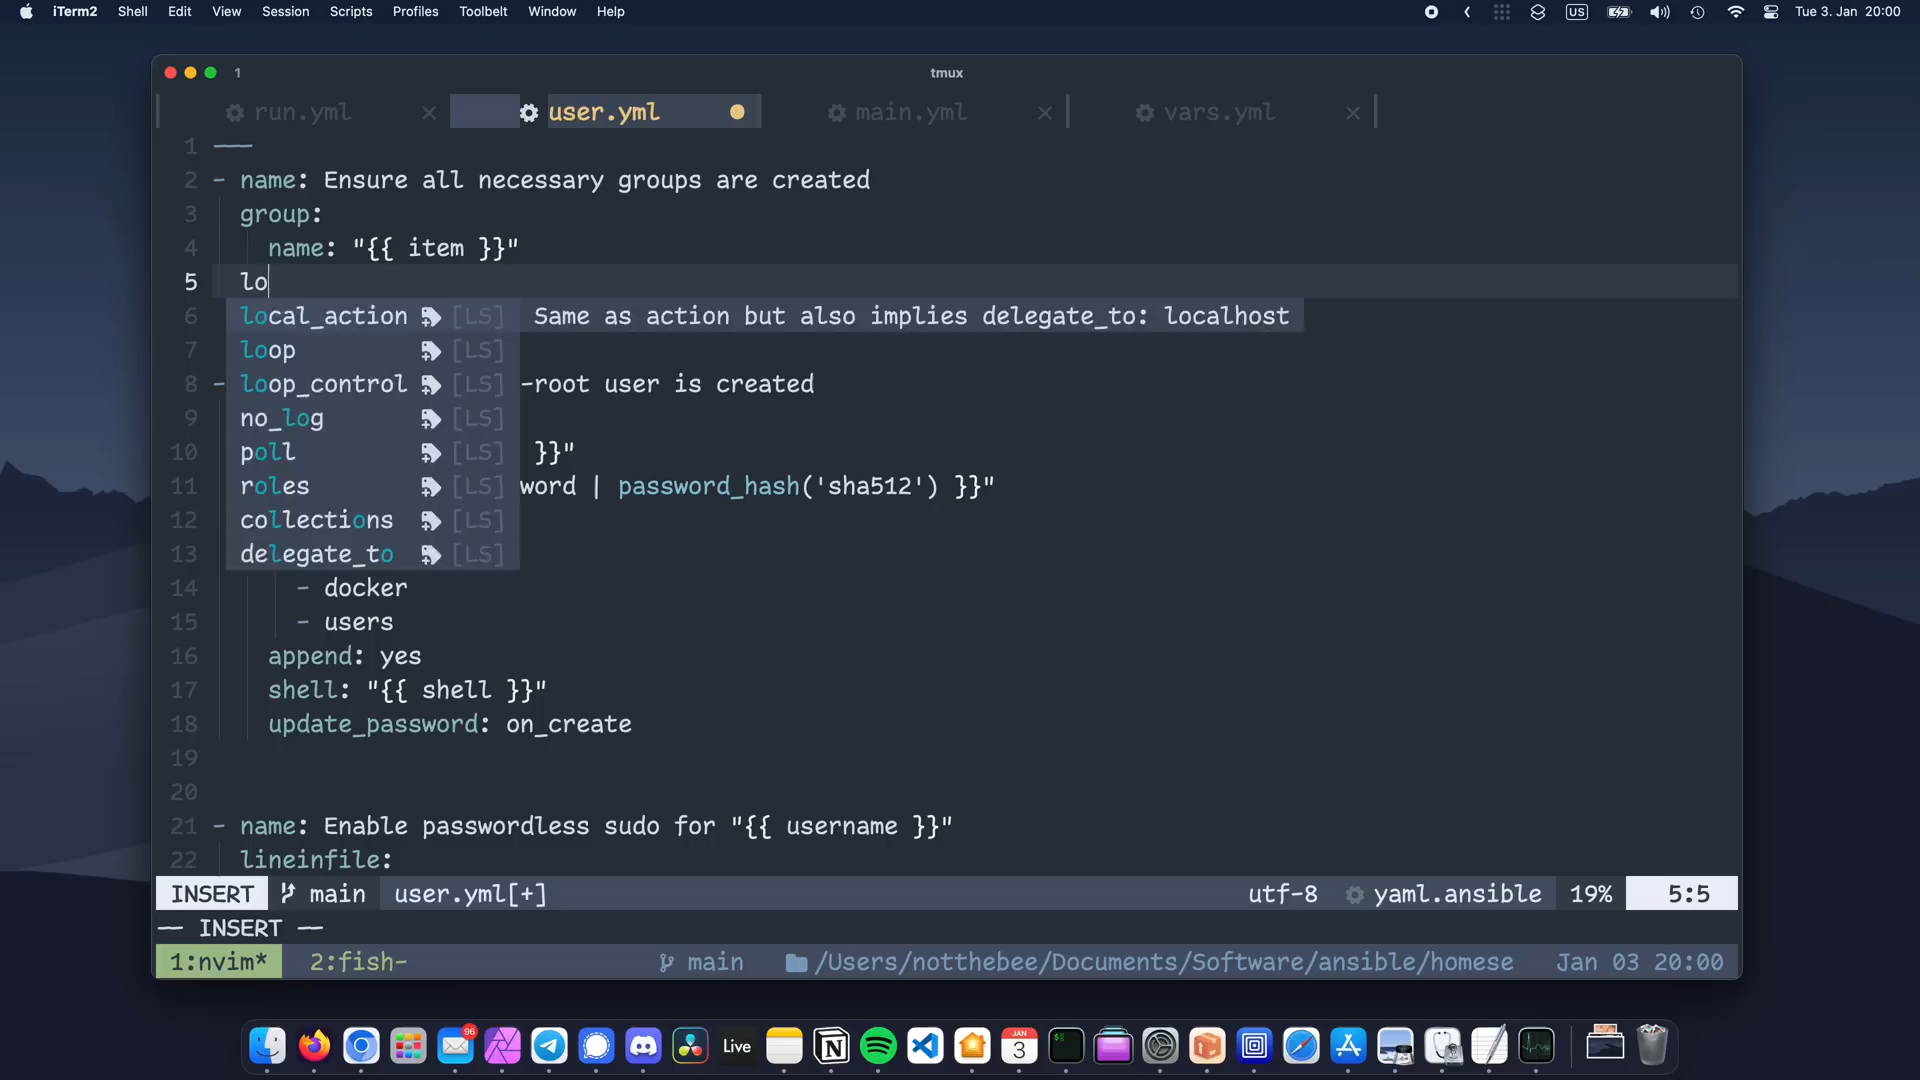 iTerm2 Shell Edit View Session Scripts Profiles Toolbelt Window Help US Tue 3. Jan 20:00
1 tmux
run.yml × user.yml main.yml × vars.yml ×
1 ---
2 - name: Ensure all necessary groups are created
3 group:
4 name: "{{ item }}"
5 lo
6 local_action [LS] Same as action but also implies delegate_to: localhost
7 loop [LS]
8 - loop_control [LS] -root user is created
9 no_log [LS]
10 poll [LS] }}"
11 roles [LS] word | password_hash('sha512') }}"
12 collections [LS]
13 delegate_to [LS]
14 - docker
15 - users
16 append: yes
17 shell: "{{ shell }}"
18 update_password: on_create
19
20
21 - name: Enable passwordless sudo for "{{ username }}"
22 lineinfile:
INSERT main user.yml[+] utf-8 yaml.ansible 19% 5:5
-- INSERT --
1:nvim* 2:fish- main /Users/notthebee/Documents/Software/ansible/homese Jan 03 20:00
96 Live N JAN 3 $